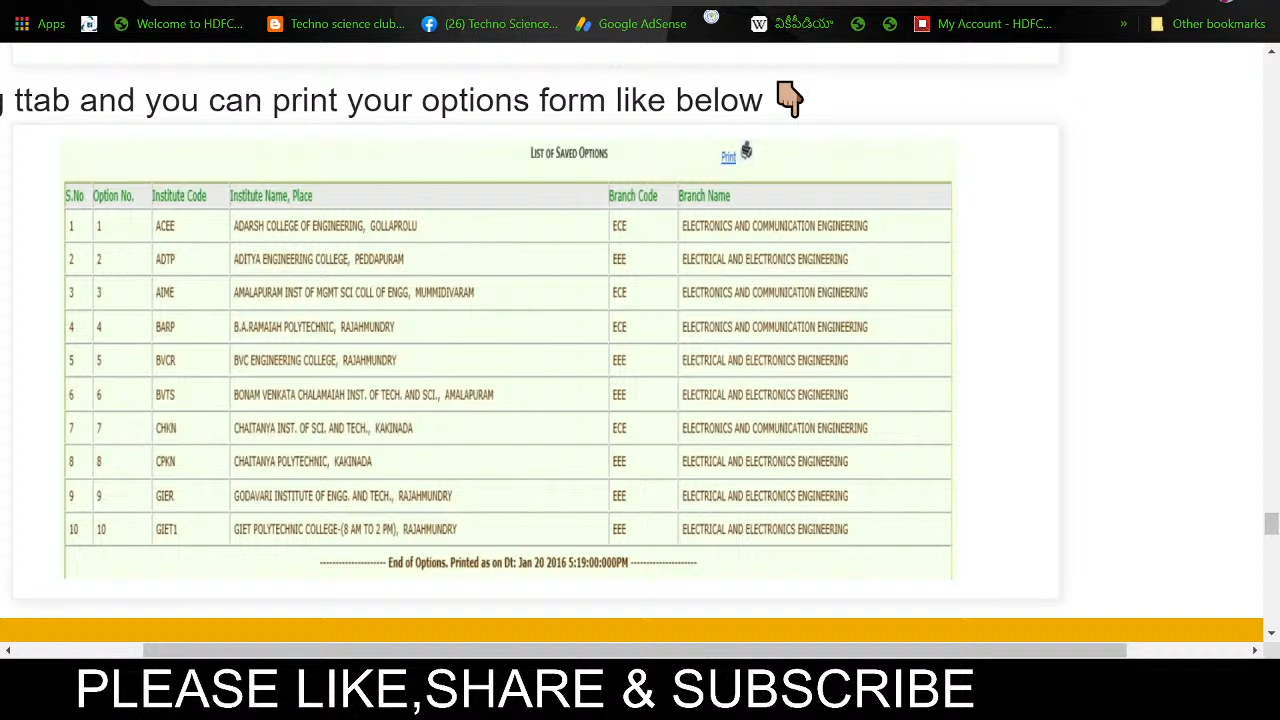 Apps Welcome to HDFC... Techno science club... (26) Techno Science... Google AdSense వికీపీడియా My Account - HDFC... » Other bookmarks
ttab and you can print your options form like below
LIST OF SAVED OPTIONS Print
S.No Option No. Institute Code Institute Name, Place Branch Code Branch Name
1 1 ACEE ADARSH COLLEGE OF ENGINEERING, GOLLAPROLU ECE ELECTRONICS AND COMMUNICATION ENGINEERING
2 2 ADTP ADITYA ENGINEERING COLLEGE, PEDDAPURAM EEE ELECTRICAL AND ELECTRONICS ENGINEERING
3 3 AIME AMALAPURAM INST OF MGMT SCI COLL OF ENGG, MUMMIDIVARAM ECE ELECTRONICS AND COMMUNICATION ENGINEERING
4 4 BARP B.A.RAMAIAH POLYTECHNIC, RAJAHMUNDRY ECE ELECTRONICS AND COMMUNICATION ENGINEERING
5 5 BVCR BVC ENGINEERING COLLEGE, RAJAHMUNDRY EEE ELECTRICAL AND ELECTRONICS ENGINEERING
6 6 BVTS BONAM VENKATA CHALAMAIAH INST. OF TECH. AND SCI., AMALAPURAM EEE ELECTRICAL AND ELECTRONICS ENGINEERING
7 7 CHKN CHAITANYA INST. OF SCI. AND TECH., KAKINADA ECE ELECTRONICS AND COMMUNICATION ENGINEERING
8 8 CPKN CHAITANYA POLYTECHNIC, KAKINADA EEE ELECTRICAL AND ELECTRONICS ENGINEERING
9 9 GIER GODAVARI INSTITUTE OF ENGG. AND TECH., RAJAHMUNDRY EEE ELECTRICAL AND ELECTRONICS ENGINEERING
10 10 GIET1 GIET POLYTECHNIC COLLEGE-(8 AM TO 2 PM), RAJAHMUNDRY EEE ELECTRICAL AND ELECTRONICS ENGINEERING
-------------------- End of Options. Printed as on Dt: Jan 20 2016 5:19:00:000PM --------------------
PLEASE LIKE,SHARE & SUBSCRIBE